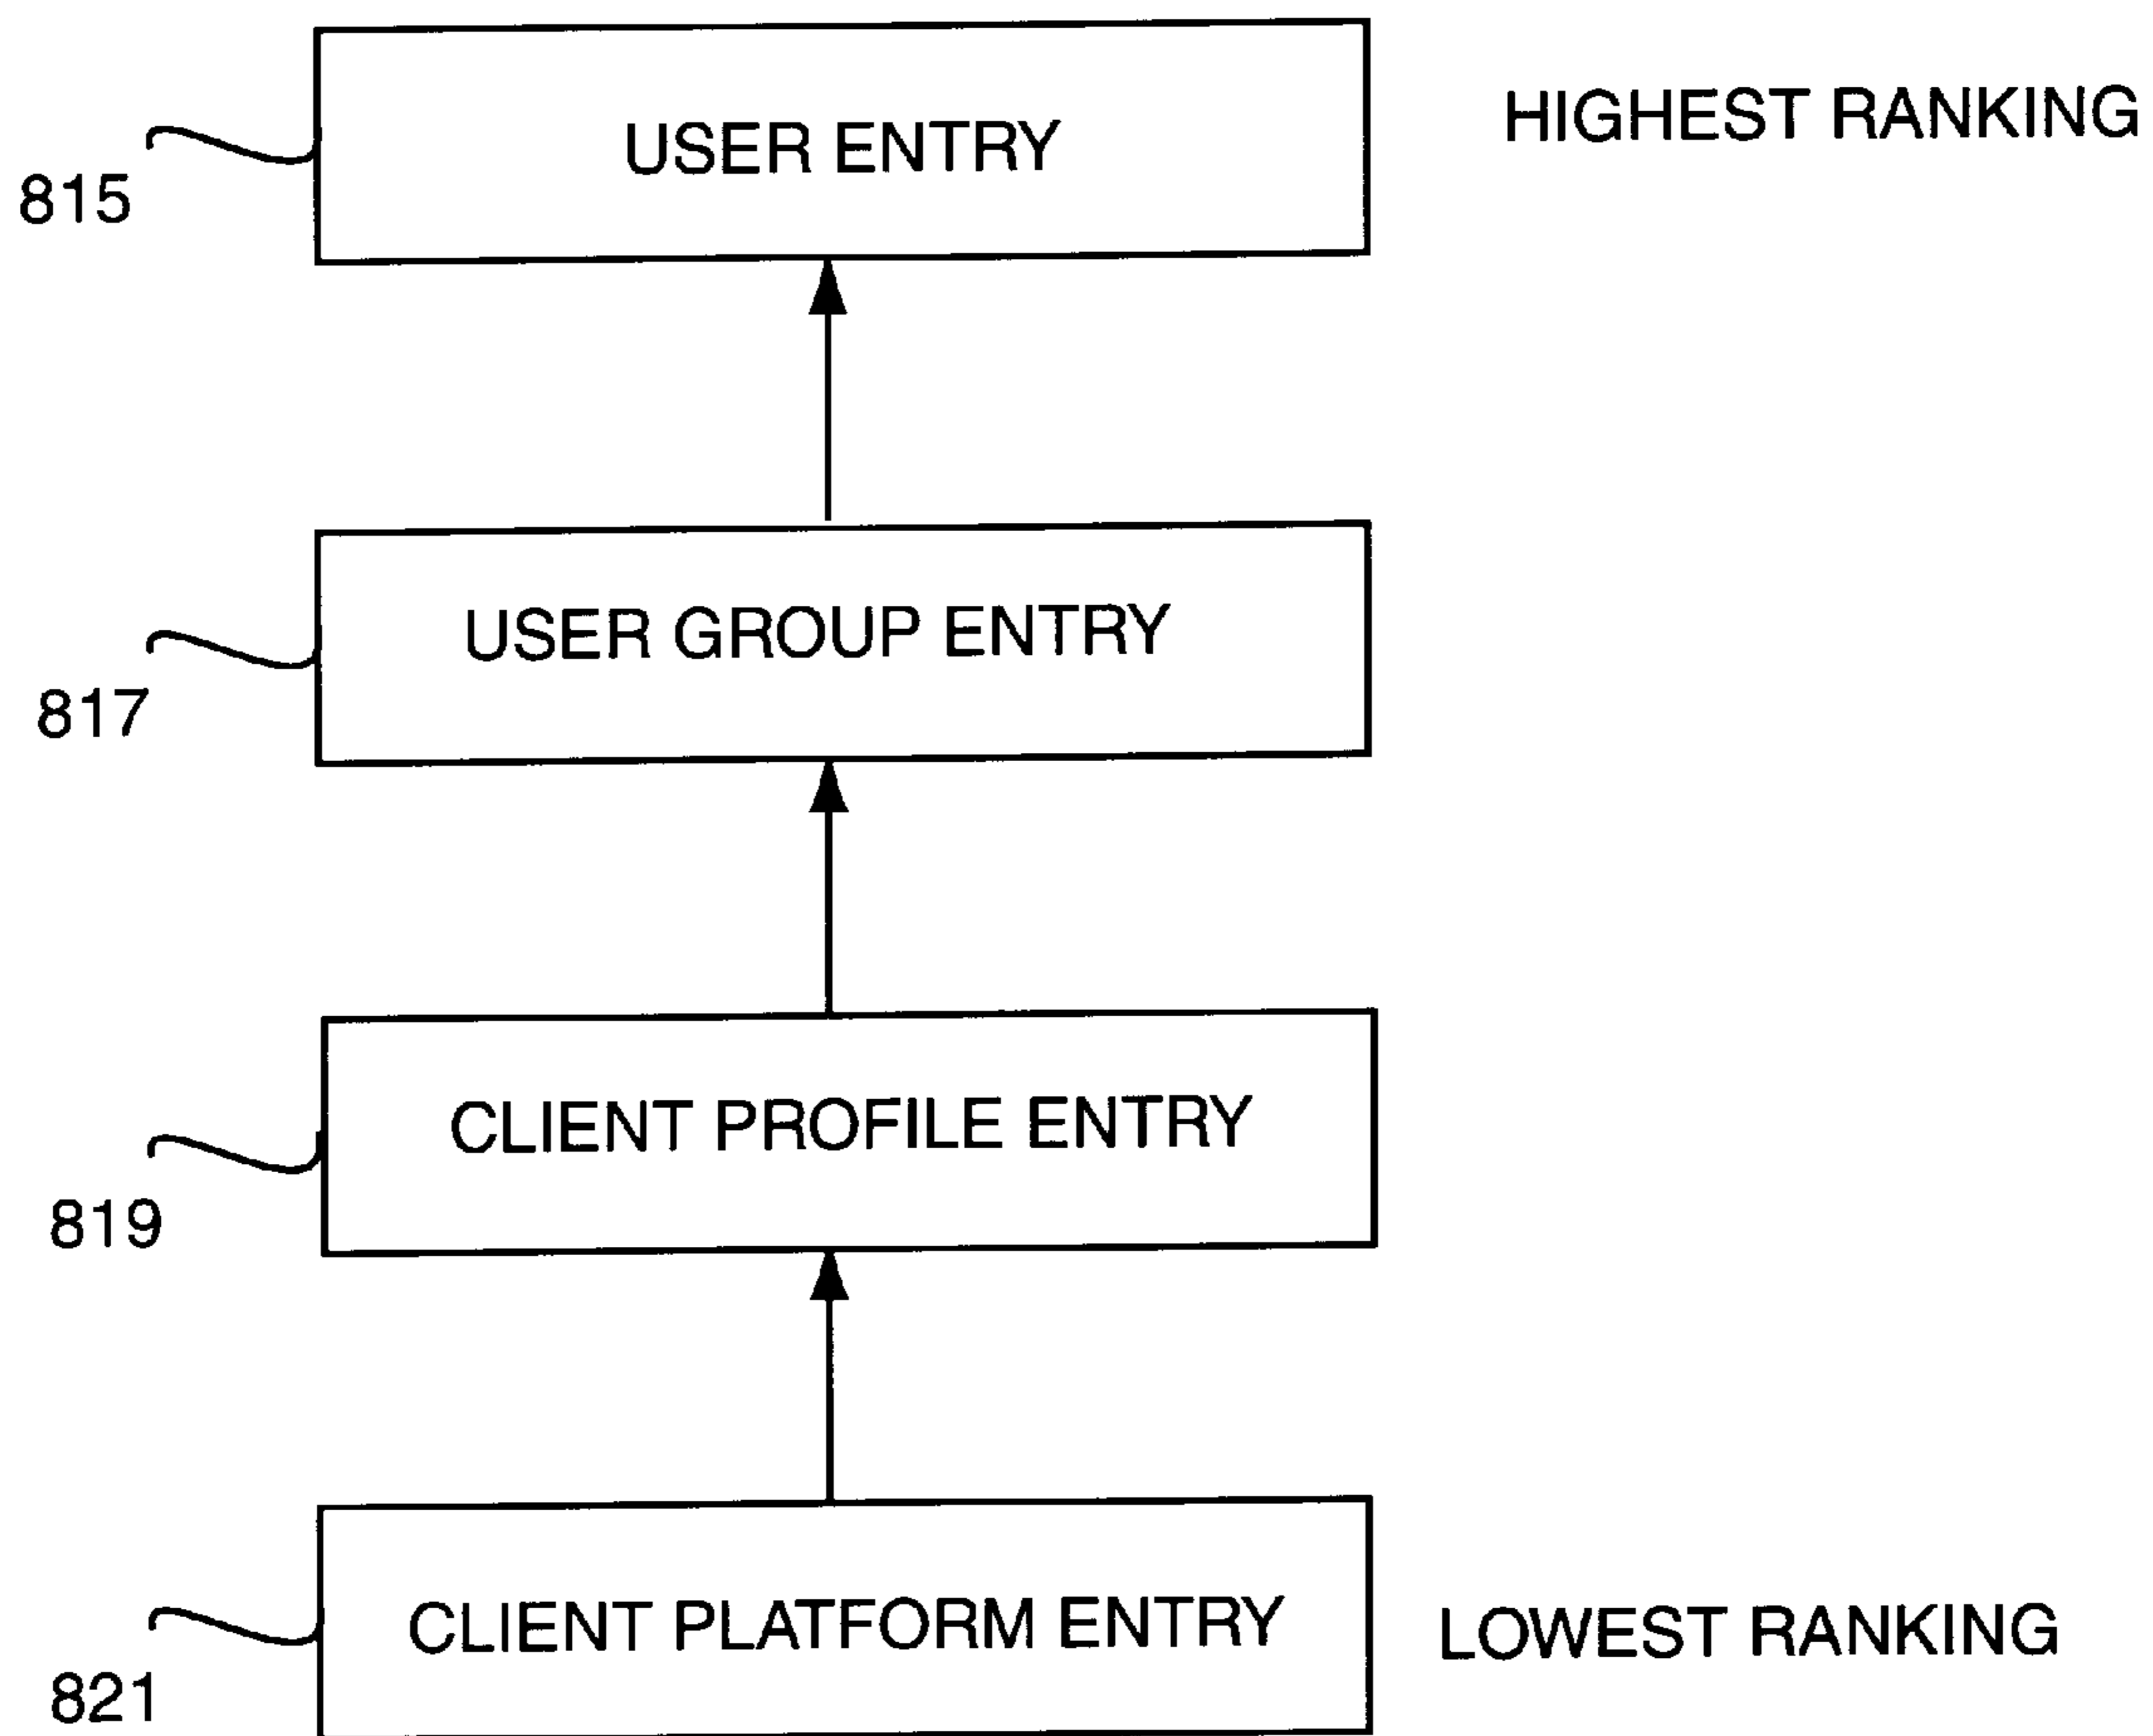 USER ENTRY
HIGHEST RANKING
815
USER GROUP ENTRY
817
CLIENT PROFILE ENTRY
819
CLIENT PLATFORM ENTRY
LOWEST RANKING
821